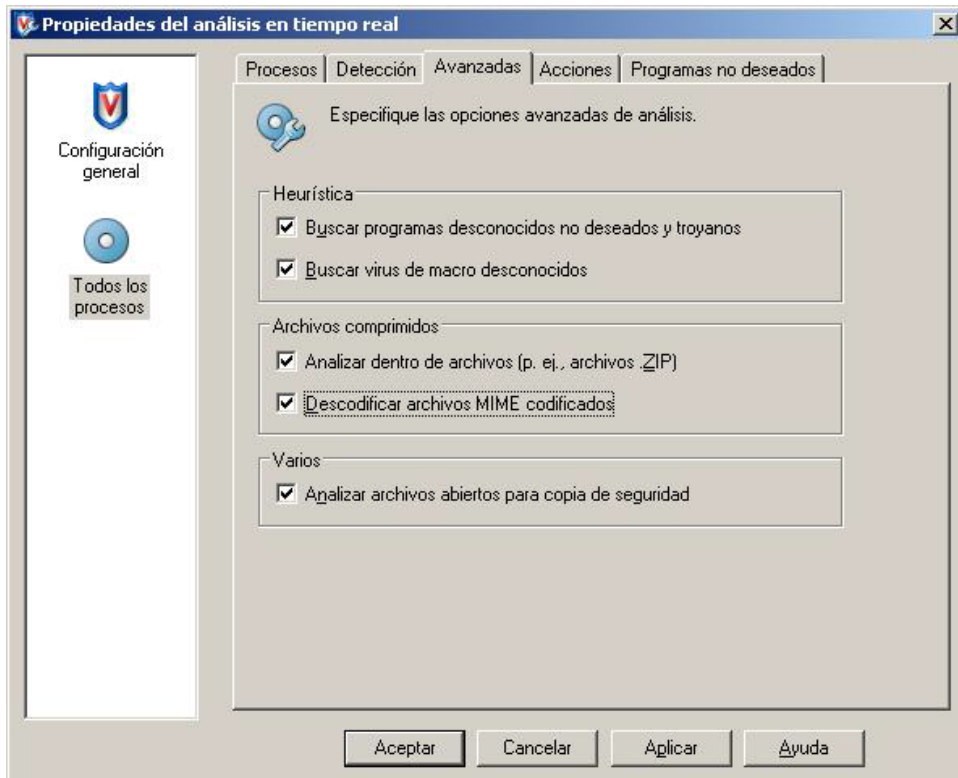 Propiedades del análisis en tiempo real
Configuración
general
Todos los
procesos
Procesos
Detección
Avanzadas
Acciones
Programas no deseados
Especifique las opciones avanzadas de análisis.
Heurística
Buscar programas desconocidos no deseados y troyanos
Buscar virus de macro desconocidos
Archivos comprimidos
Analizar dentro de archivos (p. ej., archivos .ZIP)
Descodificar archivos MIME codificados
Varios
Analizar archivos abiertos para copia de seguridad
Aceptar
Cancelar
Aplicar
Ayuda